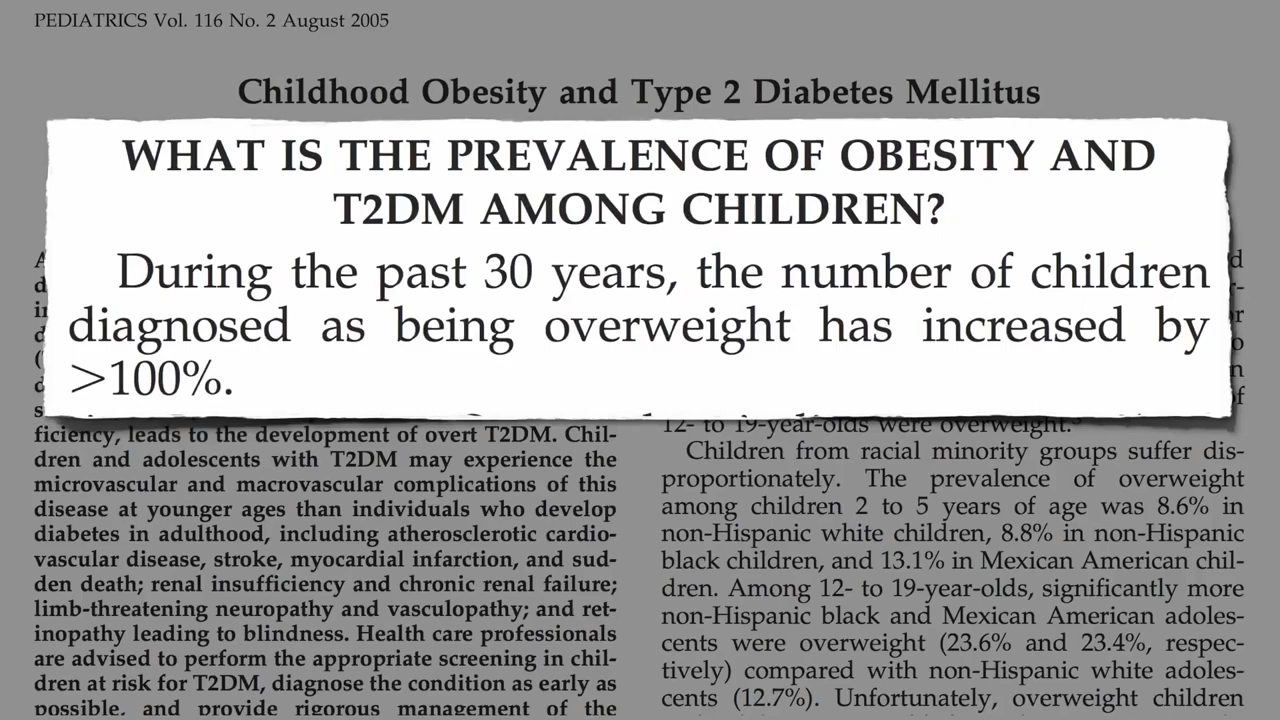 PEDIATRICS Vol. 116 No. 2 August 2005
Childhood Obesity and Type 2 Diabetes Mellitus
WHAT IS THE PREVALENCE OF OBESITY AND
T2DM AMONG CHILDREN?
During the past 30 years, the number of children
diagnosed as being overweight has increased by
>100%.
ficiency, leads to the development of overt T2DM. Chil-
dren and adolescents with T2DM may experience the
microvascular and macrovascular complications of this
disease at younger ages than individuals who develop
diabetes in adulthood, including atherosclerotic cardio-
vascular disease, stroke, myocardial infarction, and sud-
den death; renal insufficiency and chronic renal failure;
limb-threatening neuropathy and vasculopathy; and ret-
inopathy leading to blindness. Health care professionals
are advised to perform the appropriate screening in chil-
dren at risk for T2DM, diagnose the condition as early as
possible, and provide rigorous management of the
12- to 19-year-olds were overweight.
Children from racial minority groups suffer dis-
proportionately. The prevalence of overweight
among children 2 to 5 years of age was 8.6% in
non-Hispanic white children, 8.8% in non-Hispanic
black children, and 13.1% in Mexican American chil-
dren. Among 12- to 19-year-olds, significantly more
non-Hispanic black and Mexican American adoles-
cents were overweight (23.6% and 23.4%, respec-
tively) compared with non-Hispanic white adoles-
cents (12.7%). Unfortunately, overweight children